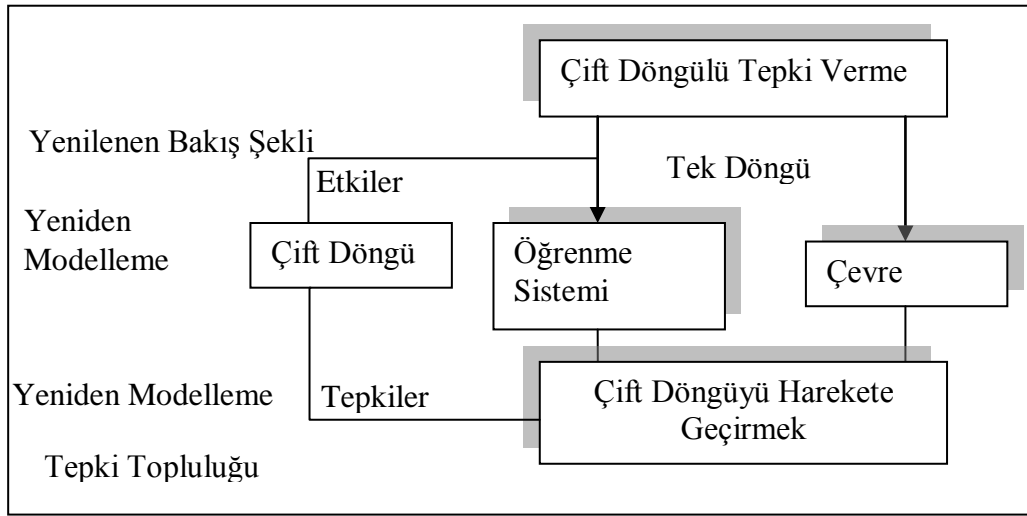 Çift Döngülü Tepki Verme
Yenilenen Bakış Şekli
Tek Döngü
Etkiler
Yeniden
Modelleme
Çift Döngü
Öğrenme
Sistemi
Çevre
Yeniden Modelleme
Tepkiler
Çift Döngüyü Harekete
Geçirmek
Tepki Topluluğu